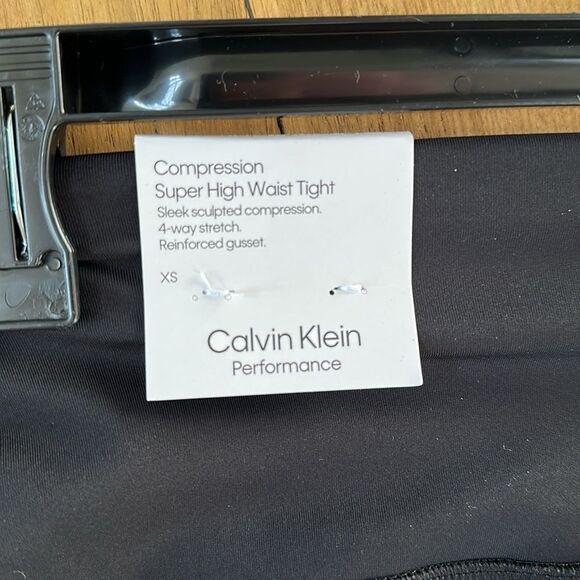 Compression
Super High Waist Tight
Sleek sculpted compression.
4-way stretch.
Reinforced gusset.
XS
Calvin Klein
Performance